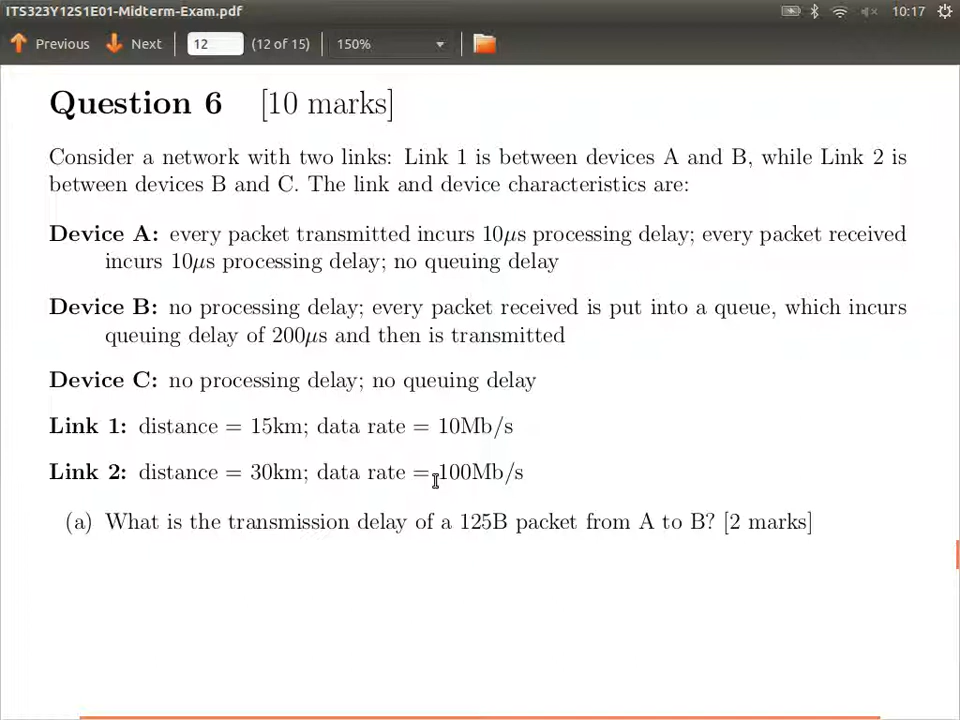 ITS323Y12S1E01-Midterm-Exam.pdf 10:17
Previous Next 12 (12 of 15) 150%
Question 6 [10 marks]
Consider a network with two links: Link 1 is between devices A and B, while Link 2 is
between devices B and C. The link and device characteristics are:
Device A: every packet transmitted incurs 10μs processing delay; every packet received
incurs 10μs processing delay; no queuing delay
Device B: no processing delay; every packet received is put into a queue, which incurs
queuing delay of 200μs and then is transmitted
Device C: no processing delay; no queuing delay
Link 1: distance = 15km; data rate = 10Mb/s
Link 2: distance = 30km; data rate = 100Mb/s
(a) What is the transmission delay of a 125B packet from A to B? [2 marks]